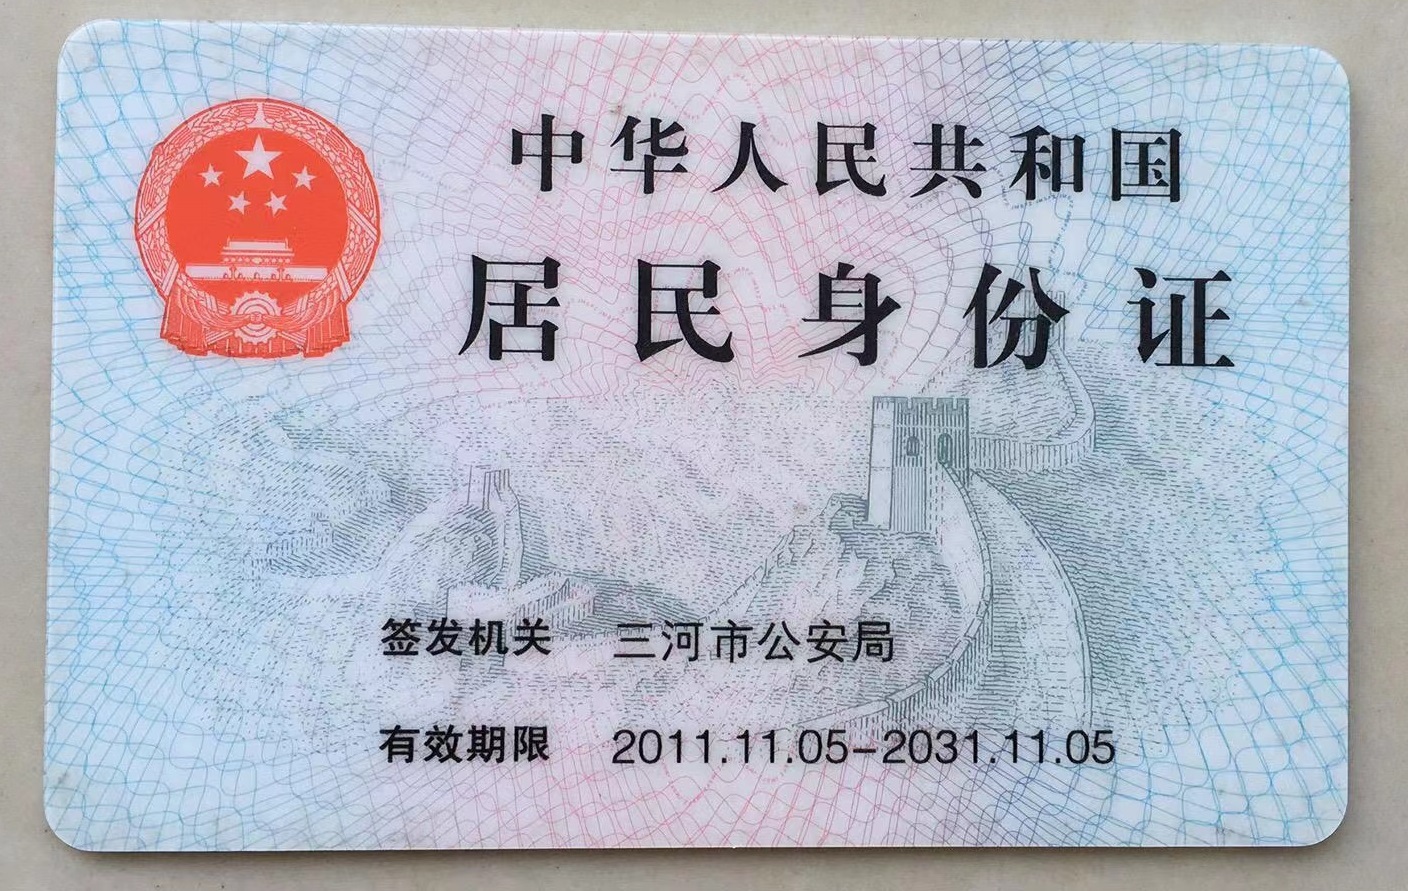 中华人民共和国
居民身份证
签发机关 三河市公安局
有效期限 2011.11.05-2031.11.05